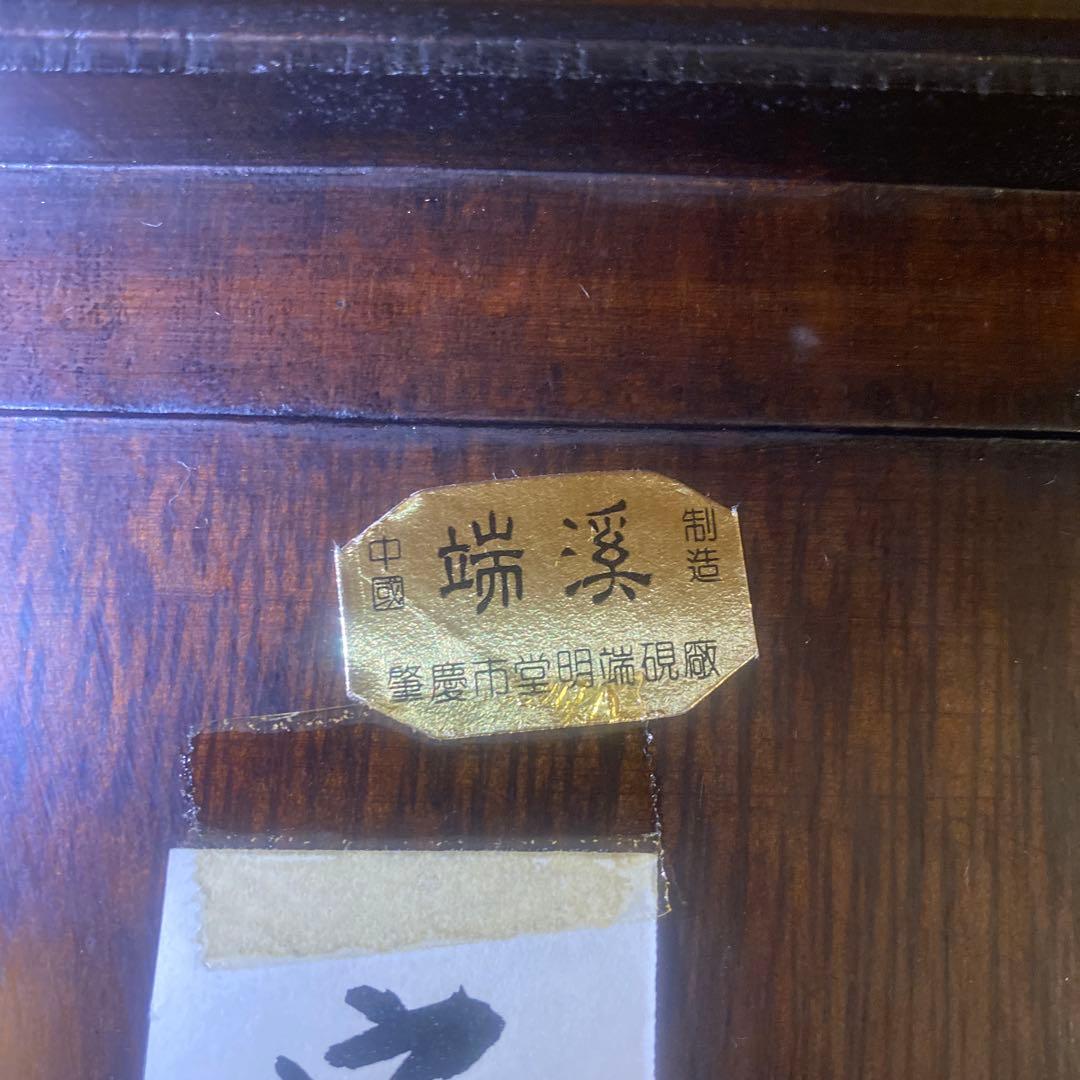 中國
端溪
制造
肇慶市堂明端硯廠